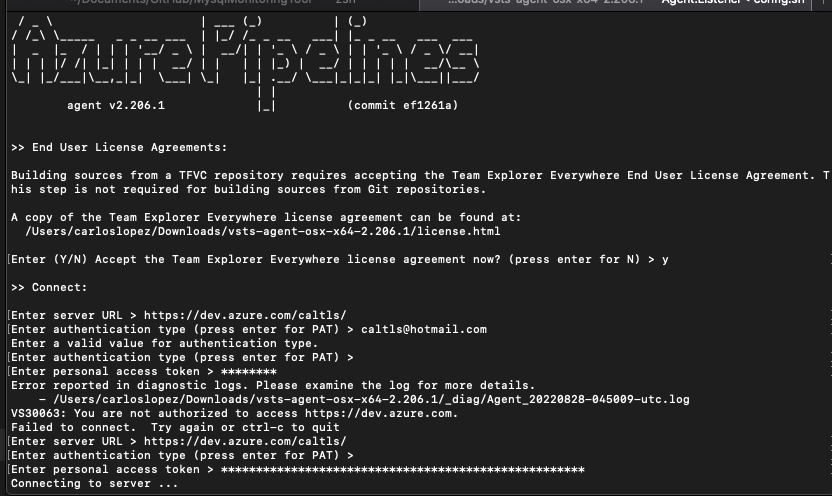 ~/Documents/GitHub/MysqlMonitoringTool — -zsh
...loads/vsts-agent-osx-x64-2.206.1 — Agent.Listener ◂ config.sh
AzurePipelines
agent v2.206.1 (commit ef1261a)
>> End User License Agreements:
Building sources from a TFVC repository requires accepting the Team Explorer Everywhere End User License Agreement. T
his step is not required for building sources from Git repositories.
A copy of the Team Explorer Everywhere license agreement can be found at:
/Users/carloslopez/Downloads/vsts-agent-osx-x64-2.206.1/license.html
Enter (Y/N) Accept the Team Explorer Everywhere license agreement now? (press enter for N) > y
>> Connect:
Enter server URL > https://dev.azure.com/caltls/
Enter authentication type (press enter for PAT) > caltls@hotmail.com
Enter a valid value for authentication type.
Enter authentication type (press enter for PAT) >
Enter personal access token > ********
Error reported in diagnostic logs. Please examine the log for more details.
- /Users/carloslopez/Downloads/vsts-agent-osx-x64-2.206.1/_diag/Agent_20220828-045009-utc.log
VS30063: You are not authorized to access https://dev.azure.com.
Failed to connect.  Try again or ctrl-c to quit
Enter server URL > https://dev.azure.com/caltls/
Enter authentication type (press enter for PAT) >
Enter personal access token > ****************************************************
Connecting to server ...